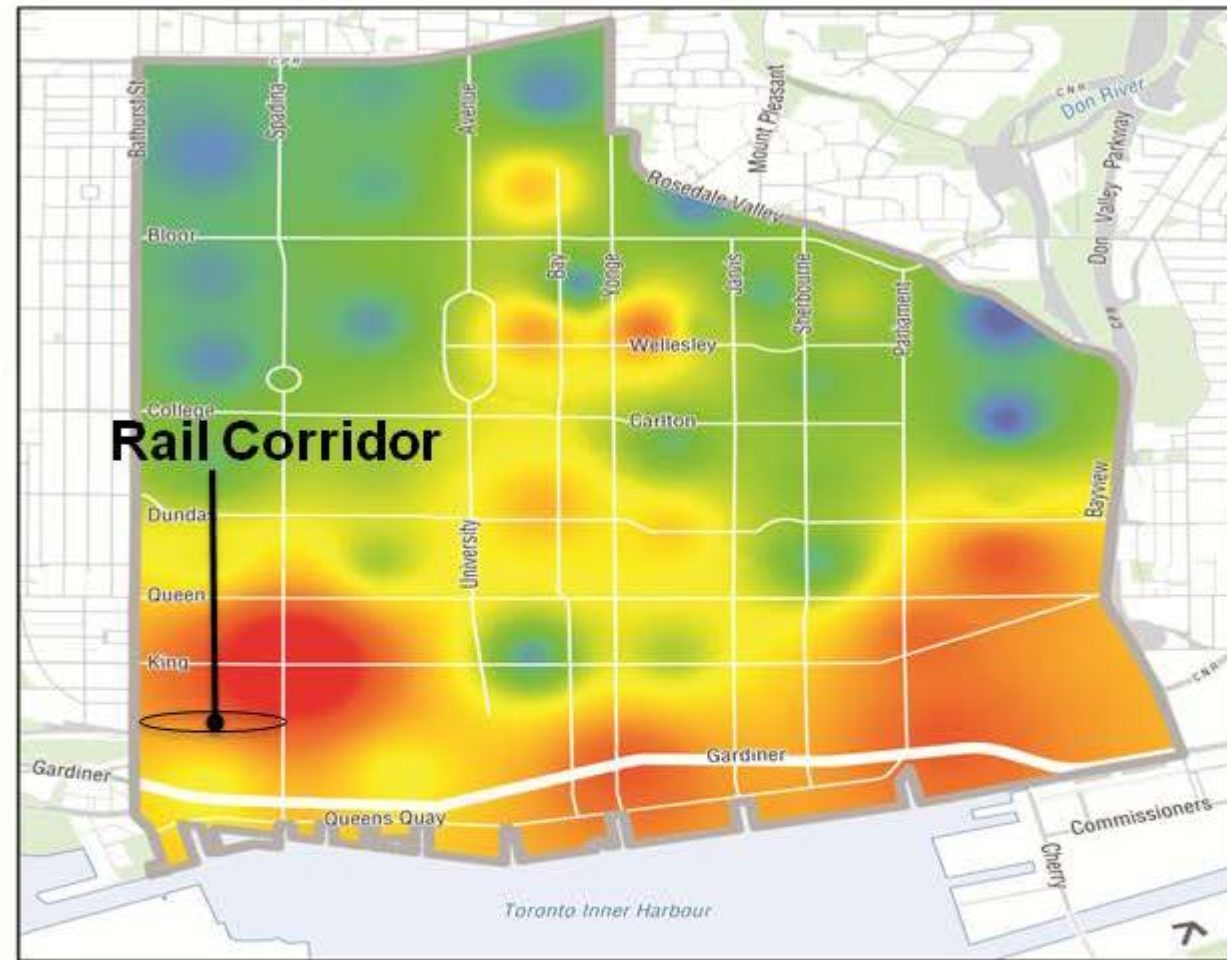 CPR
Bathurst St
Spadina
Avenue
Mount Pleasant
CNR
Don River
Don Valley Parkway
Rosedale Valley
Bloor
Bay
Yonge
Jarvis
Sherbourne
Parliament
CPR
Wellesley
College
Carlton
Rail Corridor
Bayview
Dundas
University
Queen
King
CNR
Gardiner
Gardiner
Queens Quay
Commissioners
Cherry
Toronto Inner Harbour